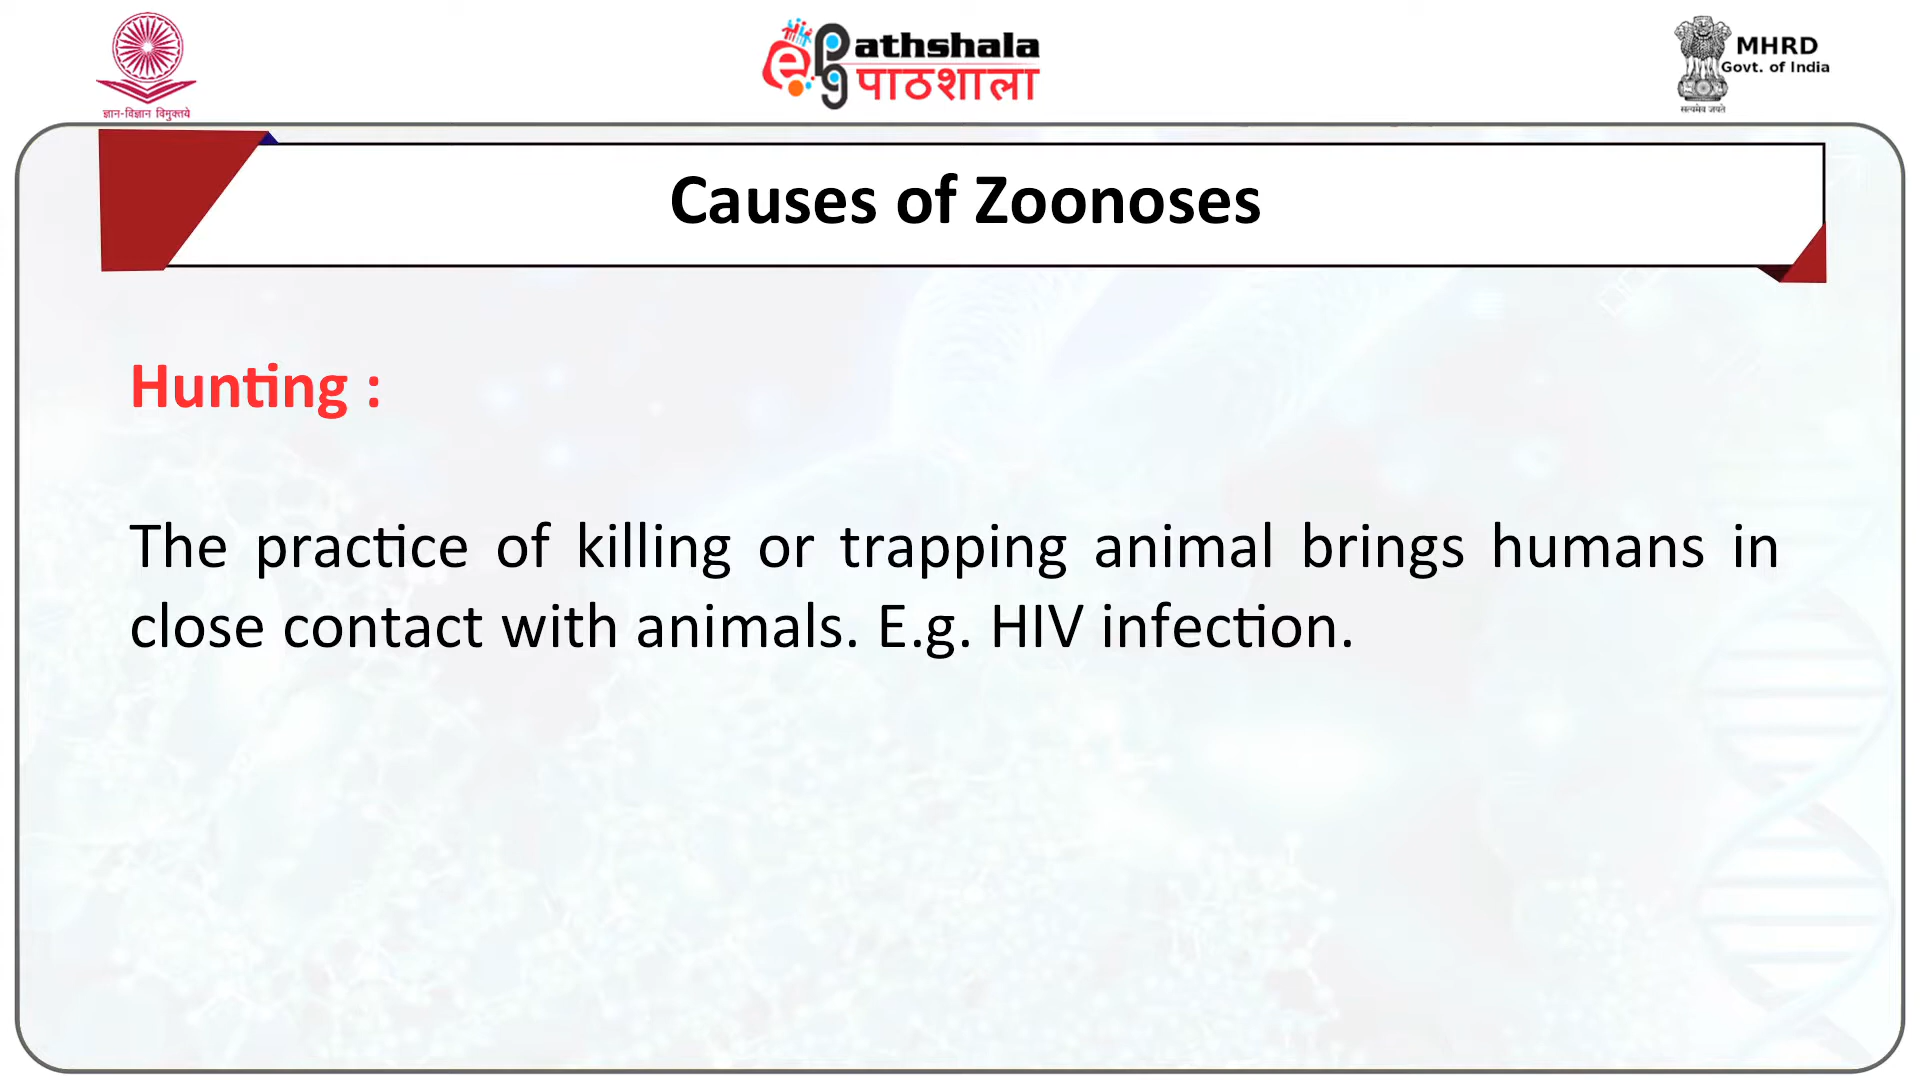 ज्ञान-विज्ञान विमुक्तये
ePG Pathshala
पाठशाला
MHRD
Govt. of India
सत्यमेव जयते
Causes of Zoonoses
Hunting :
The practice of killing or trapping animal brings humans in
close contact with animals. E.g. HIV infection.